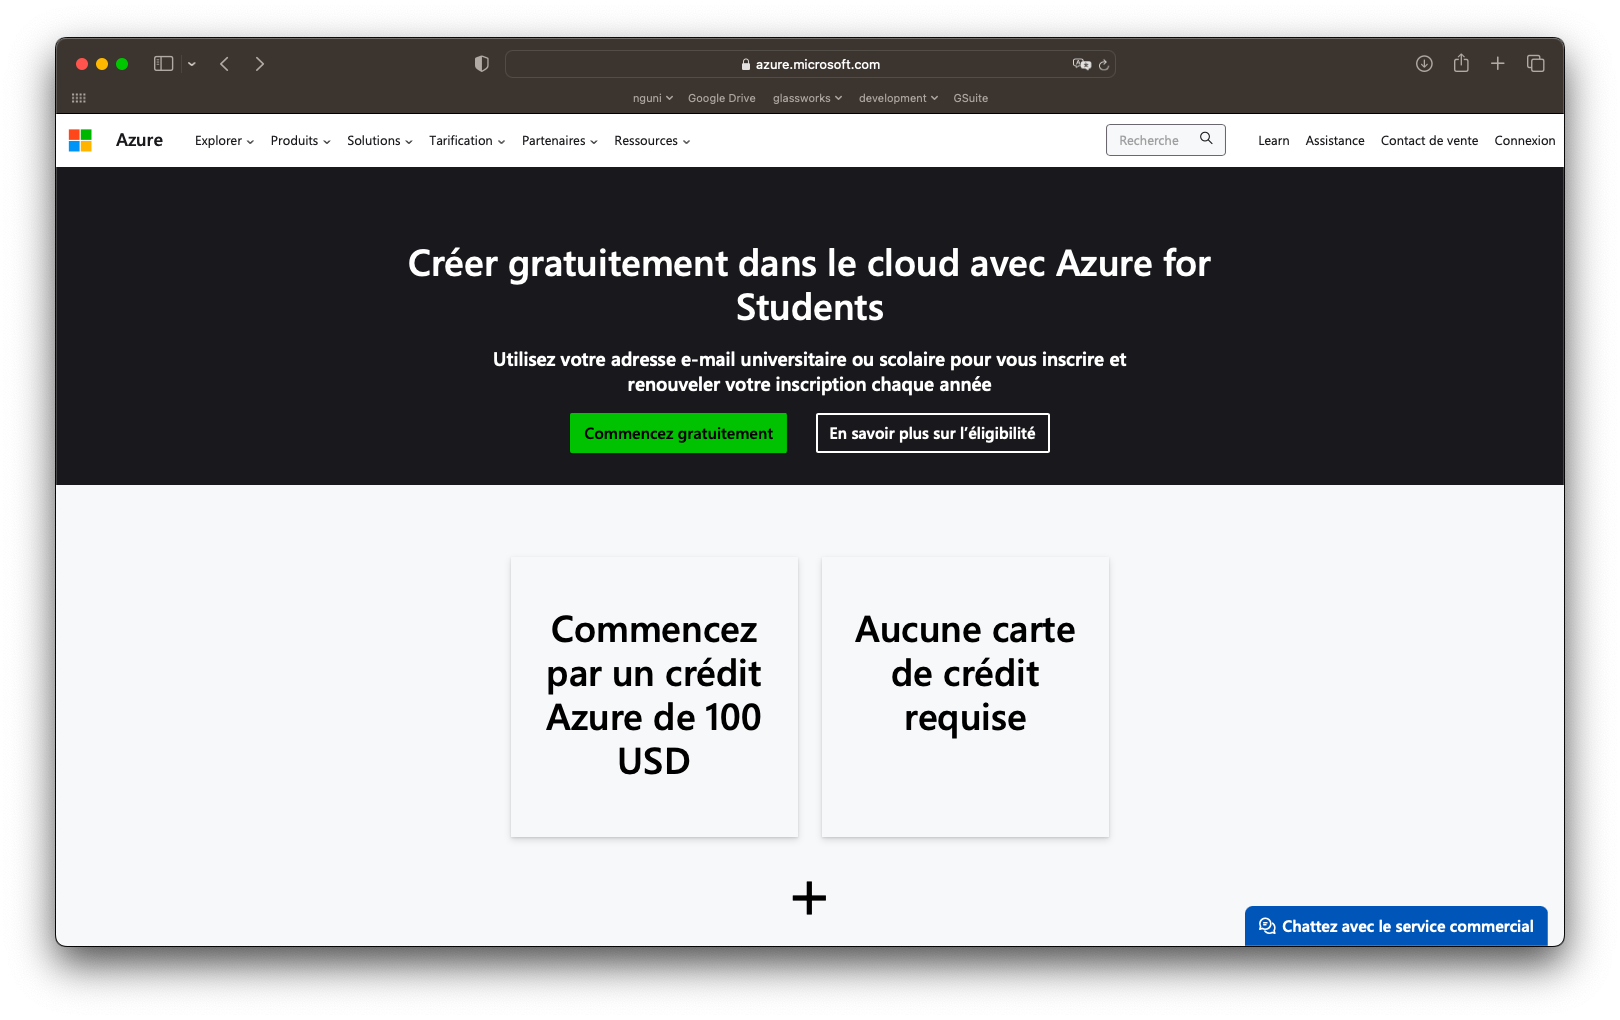 azure.microsoft.com
nguni Google Drive glassworks development GSuite
Azure Explorer Produits Solutions Tarification Partenaires Ressources Recherche Learn Assistance Contact de vente Connexion
Créer gratuitement dans le cloud avec Azure for
Students
Utilisez votre adresse e-mail universitaire ou scolaire pour vous inscrire et
renouveler votre inscription chaque année
Commencez gratuitement En savoir plus sur l'éligibilité
Commencez
par un crédit
Azure de 100
USD
Aucune carte
de crédit
requise
+
Chattez avec le service commercial